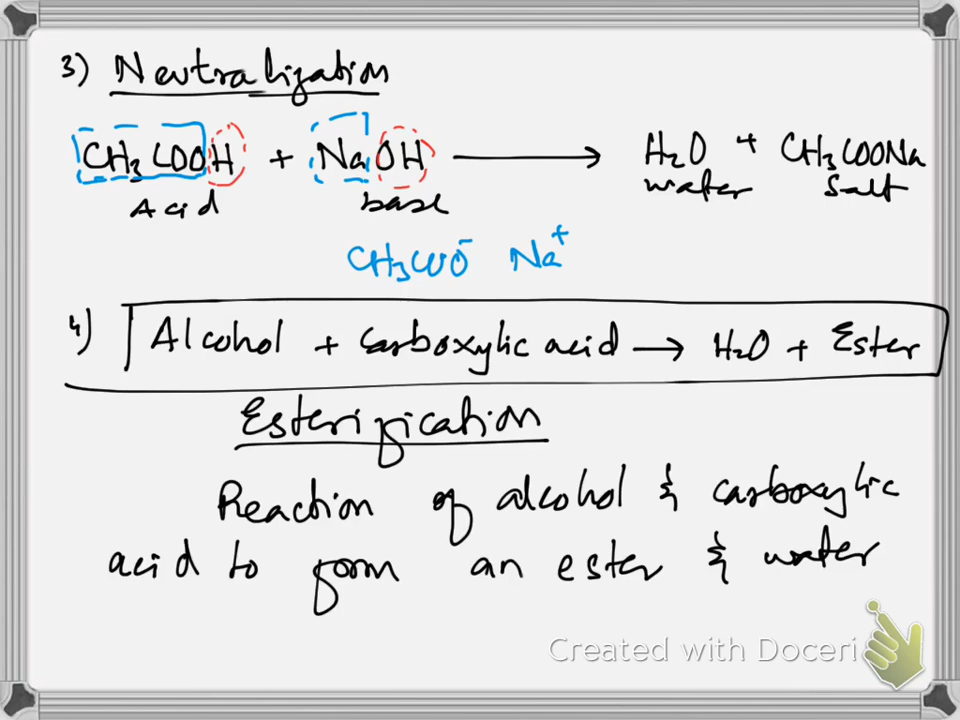 3) Neutralization
CH₃COOH + NaOH ⟶ H₂O + CH₃COONa
Acid base water Salt
CH₃COO⁻ Na⁺
4) Alcohol + Carboxylic acid ⟶ H₂O + Ester
Esterification
Reaction of alcohol & carboxylic
acid to form an ester & water
Created with Doceri